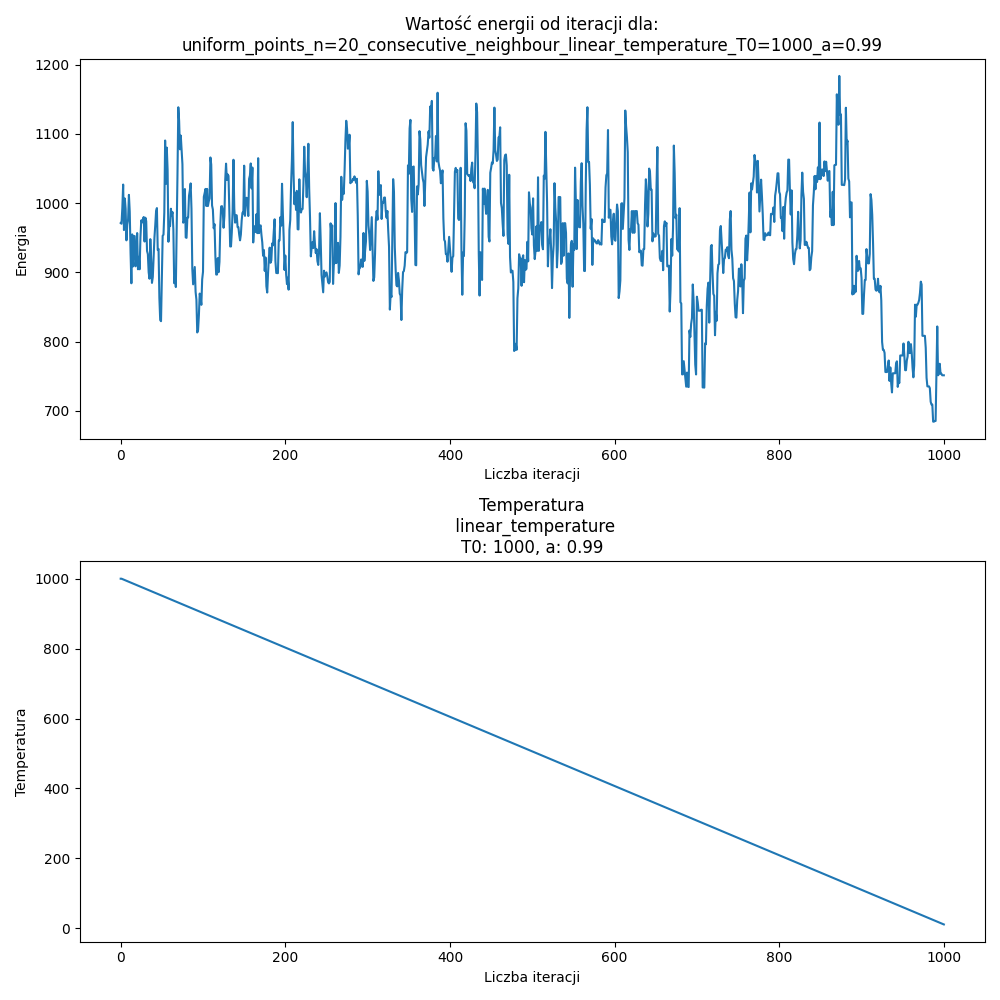 Wartość energii od iteracji dla:
uniform_points_n=20_consecutive_neighbour_linear_temperature_T0=1000_a=0.99
1200
1100
1000
900
800
700
Energia
0 200 400 600 800 1000
Liczba iteracji
Temperatura
linear_temperature
T0: 1000, a: 0.99
1000
800
600
400
200
0
Temperatura
0 200 400 600 800 1000
Liczba iteracji